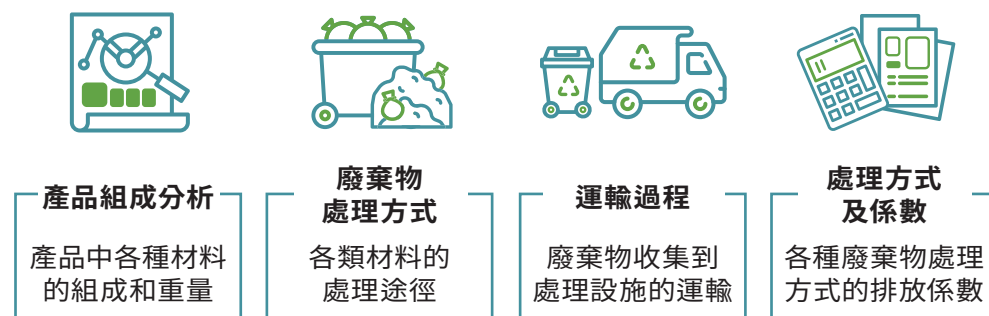 產品組成分析
產品中各種材料
的組成和重量
廢棄物
處理方式
各類材料的
處理途徑
運輸過程
廢棄物收集到
處理設施的運輸
處理方式
及係數
各種廢棄物處理
方式的排放係數